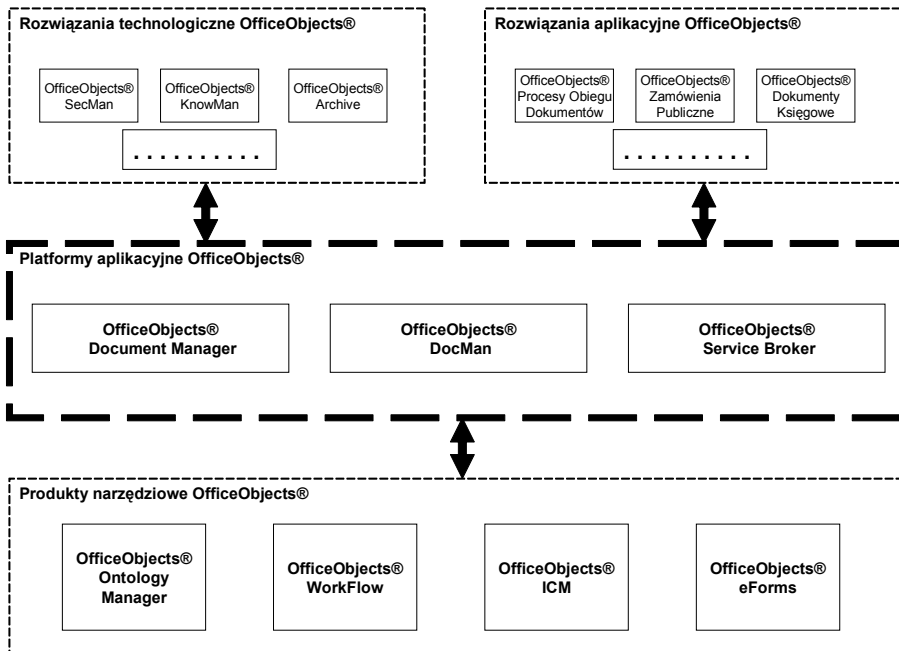 Rozwiązania technologiczne OfficeObjects®
OfficeObjects®
SecMan
OfficeObjects®
KnowMan
OfficeObjects®
Archive
. . . . . . . . . .
Rozwiązania aplikacyjne OfficeObjects®
OfficeObjects®
Procesy Obiegu
Dokumentów
OfficeObjects®
Zamówienia
Publiczne
OfficeObjects®
Dokumenty
Księgowe
. . . . . . . . . .
Platformy aplikacyjne OfficeObjects®
OfficeObjects®
Document Manager
OfficeObjects®
DocMan
OfficeObjects®
Service Broker
Produkty narzędziowe OfficeObjects®
OfficeObjects®
Ontology
Manager
OfficeObjects®
WorkFlow
OfficeObjects®
ICM
OfficeObjects®
eForms